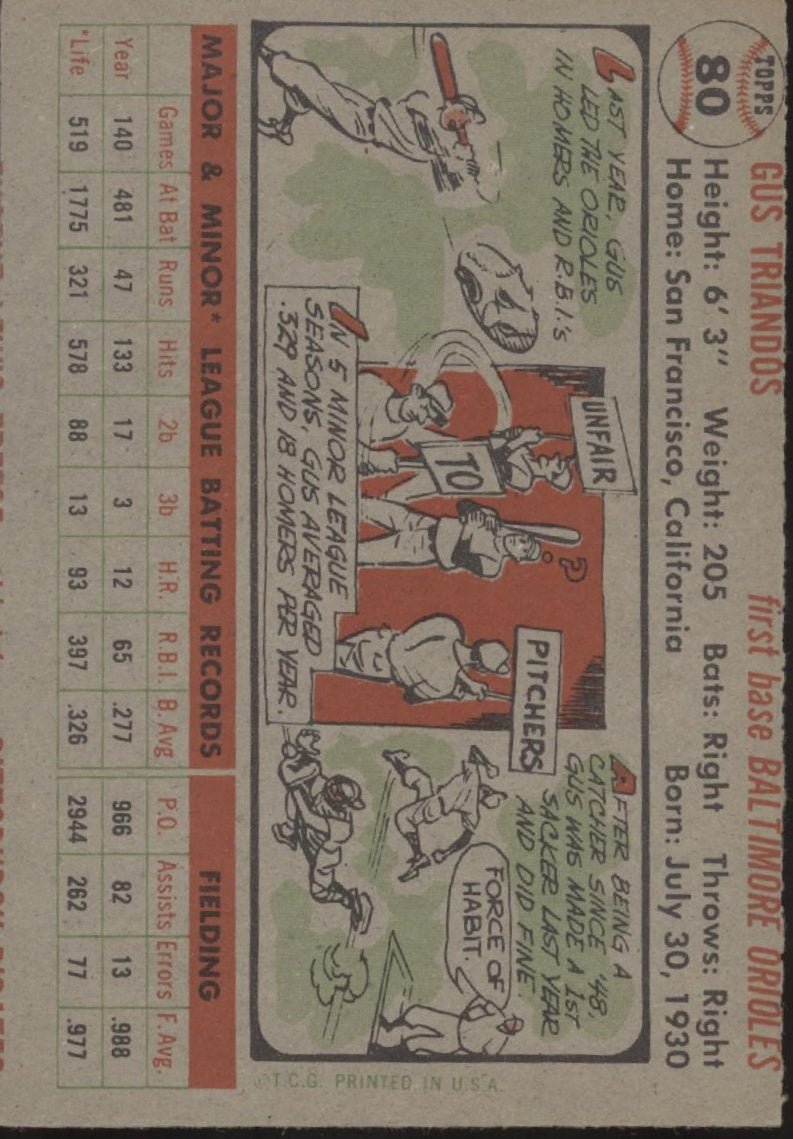 TOPPS
80
GUS TRIANDOS first base BALTIMORE ORIOLES
Height: 6' 3" Weight: 205 Bats: Right Throws: Right
Home: San Francisco, California Born: July 30, 1930
LAST YEAR, GUS
LED THE ORIOLES
IN HOMERS AND R.B.I.'s
UNFAIR
TO
PITCHERS
?
IN 5 MINOR LEAGUE
SEASONS, GUS AVERAGED
.329 AND 18 HOMERS PER YEAR.
AFTER BEING A
CATCHER SINCE '48,
GUS WAS MADE A 1ST
SACKER LAST YEAR
AND DID FINE.
FORCE OF
HABIT.
MAJOR & MINOR* LEAGUE BATTING RECORDS FIELDING
Games At Bat Runs Hits 2b 3b H.R. R.B.I. B. Avg P.O. Assists Errors F. Avg.
Year 140 481 47 133 17 3 12 65 .277 966 82 13 .988
*Life 519 1775 321 578 88 13 93 397 .326 2944 262 77 .977
©T.C.G. PRINTED IN U.S.A.